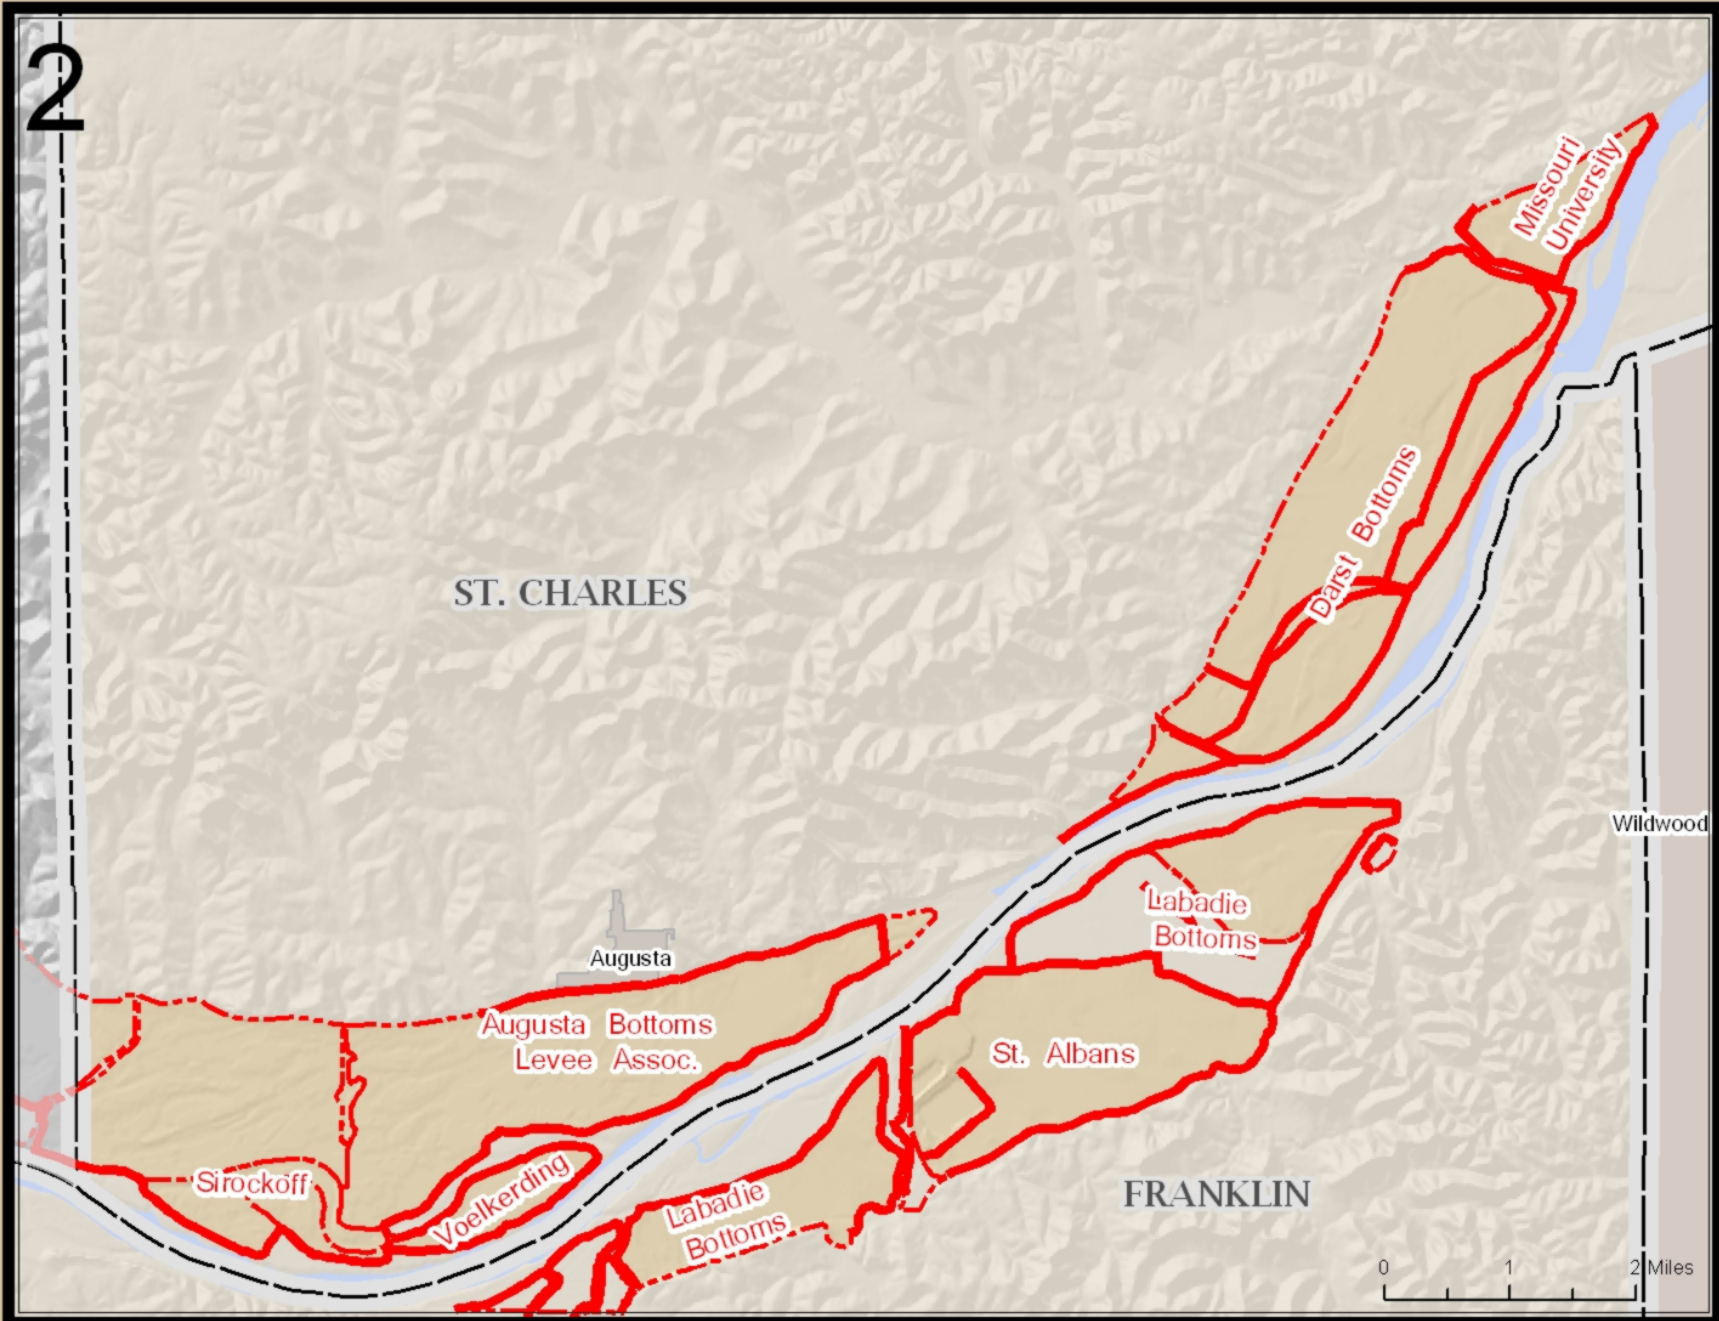 2
Missouri
University
Darst Bottoms
ST. CHARLES
Wildwood
Labadie
Bottoms
Augusta
Augusta Bottoms
Levee Assoc.
St. Albans
Sirockoff
Voelkerding
Labadie
Bottoms
FRANKLIN
0 1 2 Miles